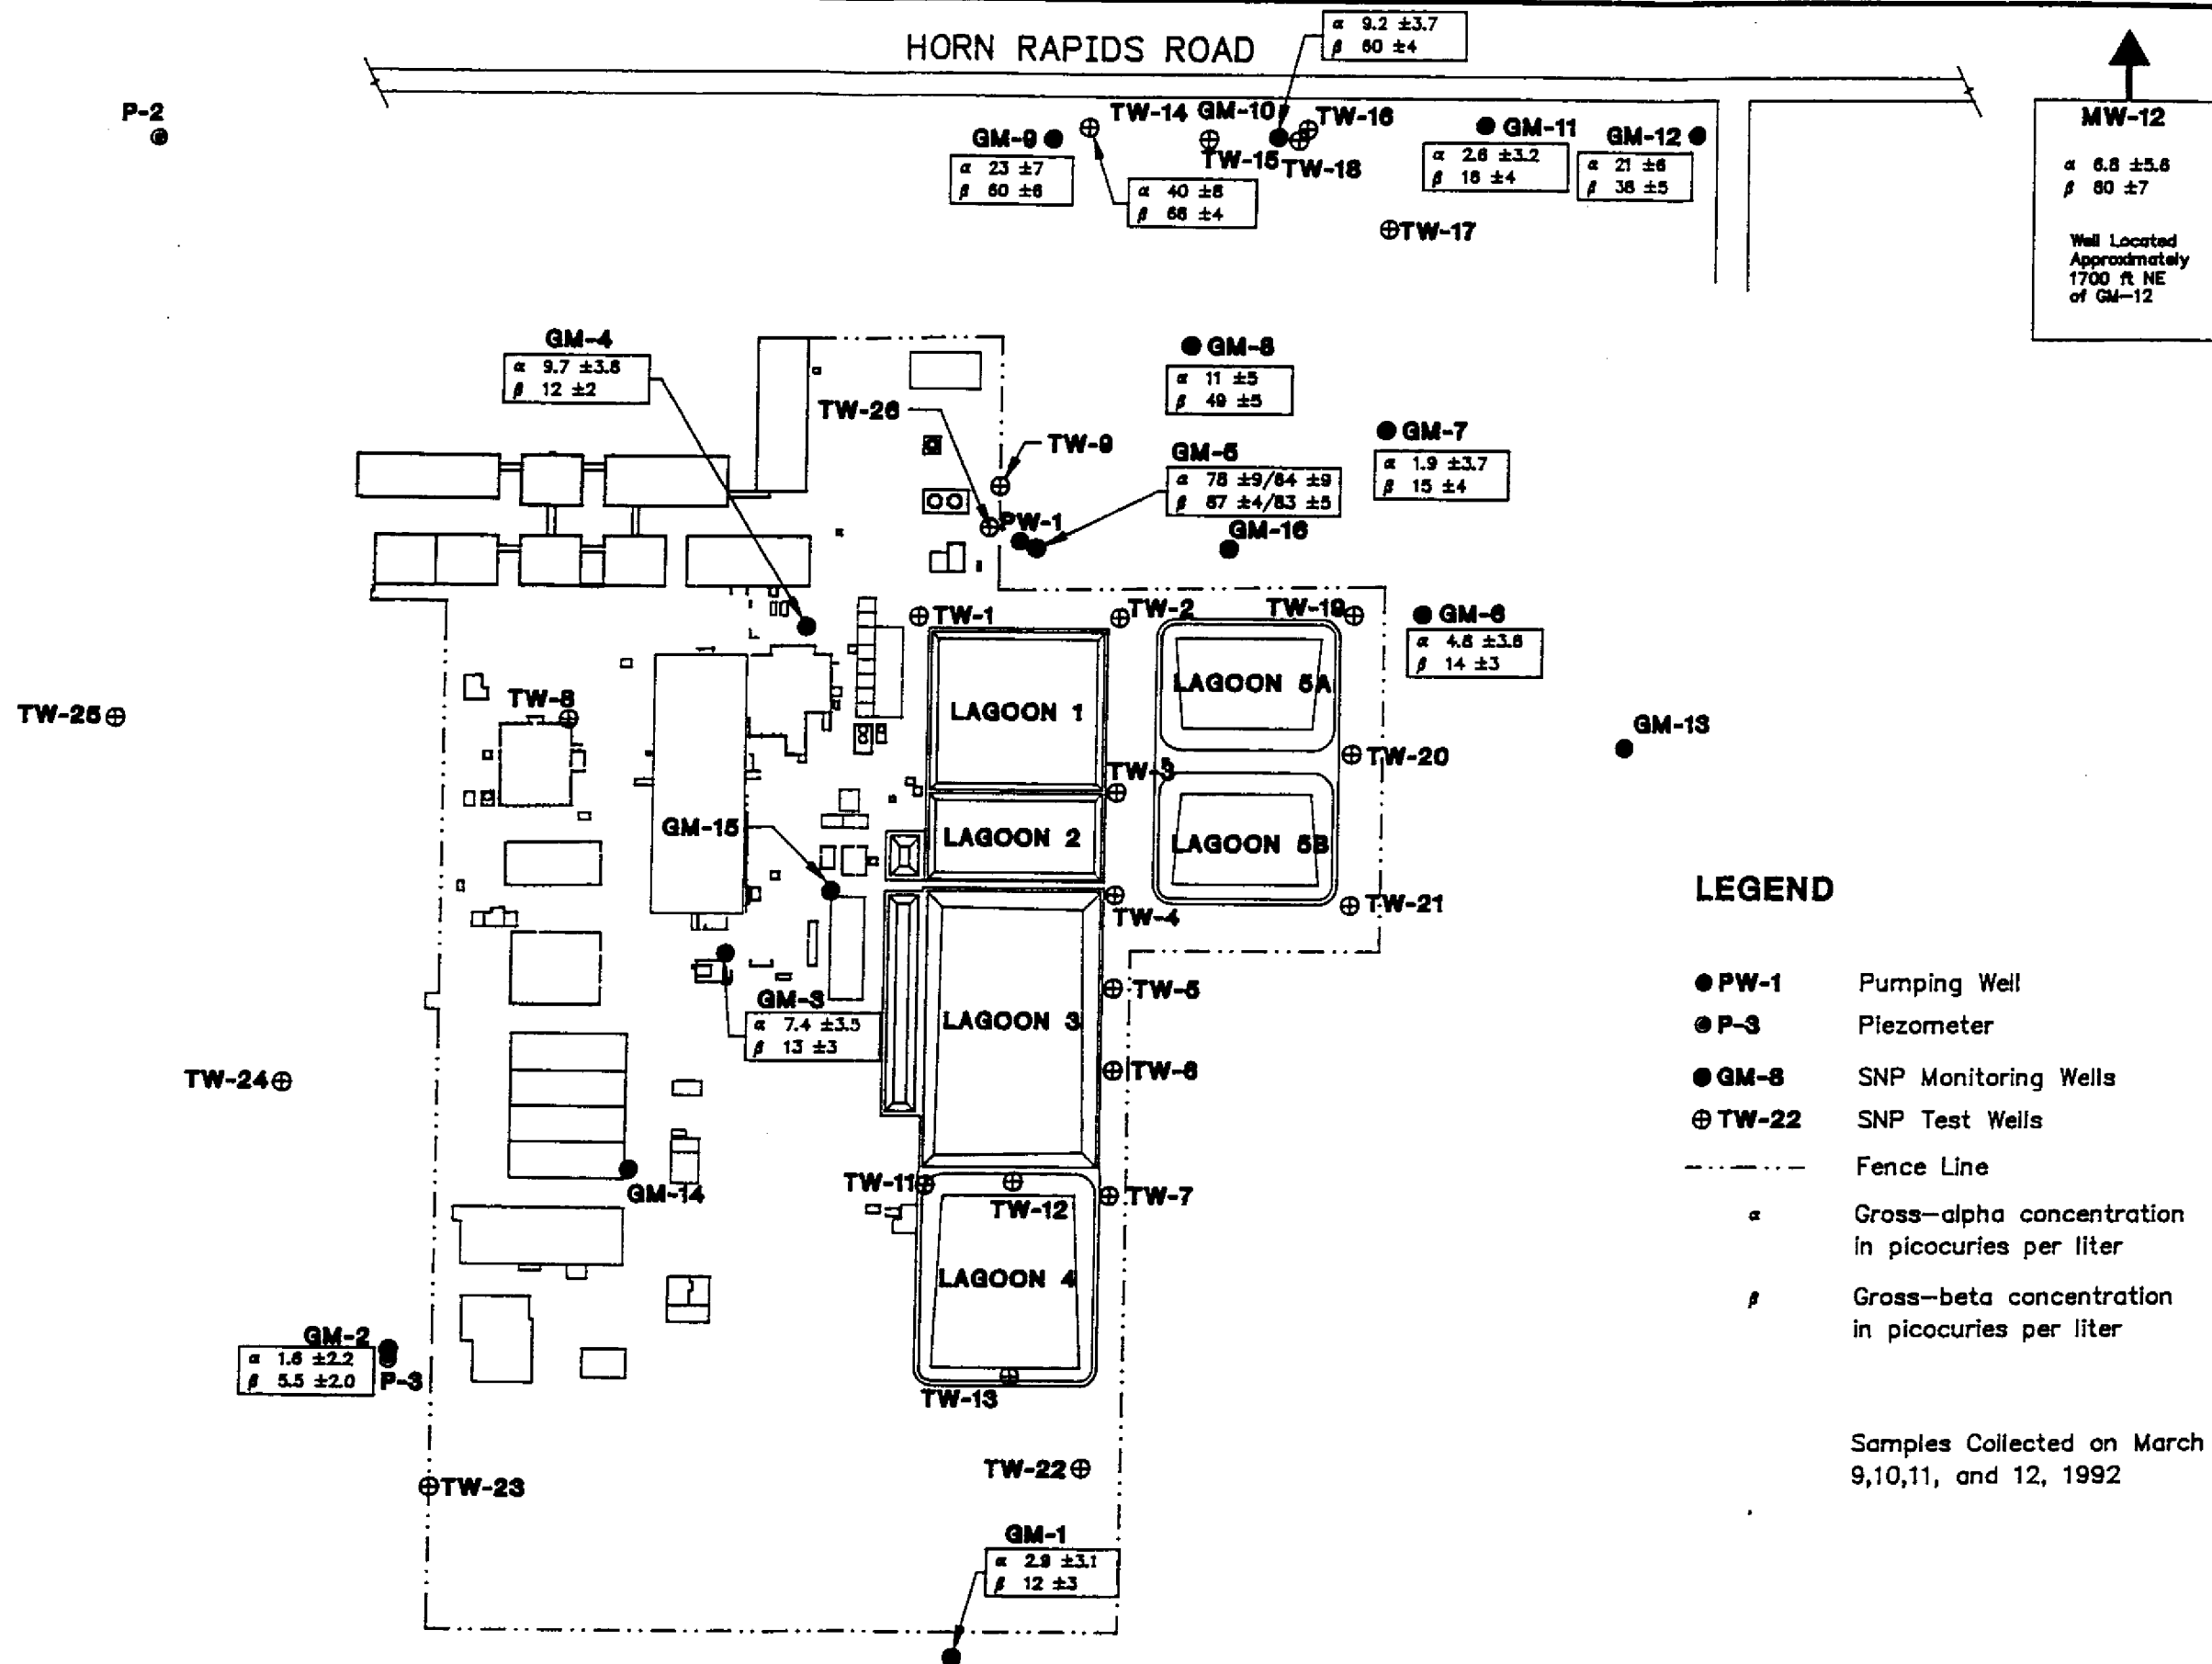 HORN RAPIDS ROAD
α 9.2 ±3.7
β 60 ±4
P-2
GM-9
α 23 ±7
β 60 ±6
TW-14
α 40 ±8
β 68 ±4
GM-10
TW-15
TW-16
TW-18
GM-11
α 2.6 ±3.2
β 18 ±4
GM-12
α 21 ±6
β 38 ±5
TW-17
MW-12
α 6.8 ±5.6
β 80 ±7
Well Located
Approximately
1700 ft NE
of GM-12
GM-4
α 9.7 ±3.8
β 12 ±2
TW-26
TW-9
GM-8
α 11 ±5
β 49 ±5
GM-7
α 1.9 ±3.7
β 15 ±4
GM-5
α 78 ±9/84 ±9
β 87 ±4/83 ±5
PW-1
GM-16
TW-1
TW-2
TW-19
GM-6
α 4.8 ±3.8
β 14 ±3
TW-25
TW-8
LAGOON 1
LAGOON 5A
GM-13
TW-20
TW-3
GM-15
LAGOON 2
LAGOON 5B
TW-4
TW-21
GM-3
α 7.4 ±3.5
β 13 ±3
LAGOON 3
TW-5
TW-6
TW-24
GM-14
TW-11
TW-12
TW-7
LAGOON 4
GM-2
α 1.6 ±2.2
β 5.5 ±2.0
P-3
TW-13
TW-22
TW-23
GM-1
α 2.9 ±3.1
β 12 ±3
LEGEND
PW-1 Pumping Well
P-3 Piezometer
GM-8 SNP Monitoring Wells
TW-22 SNP Test Wells
Fence Line
α Gross-alpha concentration
in picocuries per liter
β Gross-beta concentration
in picocuries per liter
Samples Collected on March
9,10,11, and 12, 1992